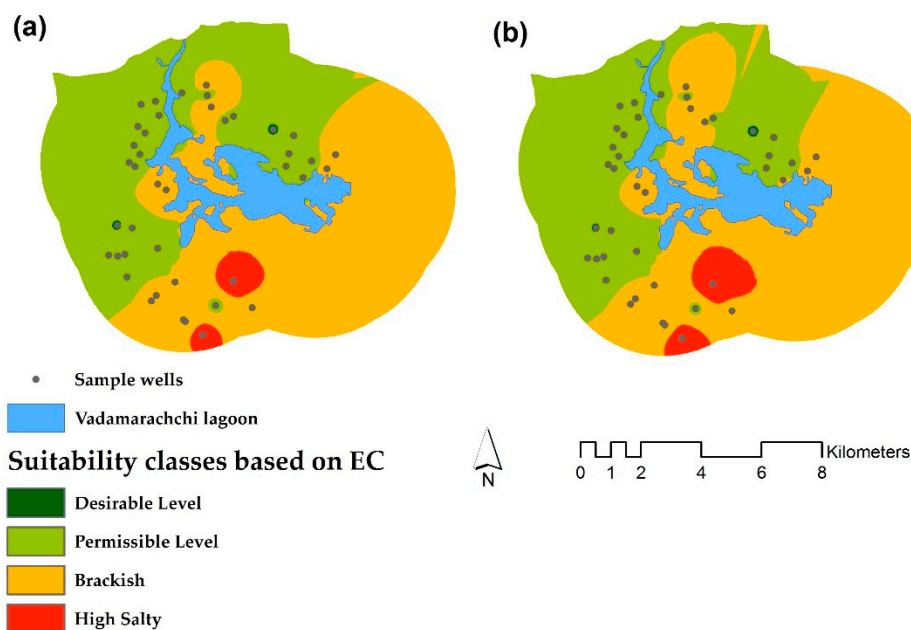 (a)
(b)
Sample wells
Vadamarachchi lagoon
Suitability classes based on EC
Desirable Level
Permissible Level
Brackish
High Salty
N
Kilometers
0 1 2 4 6 8